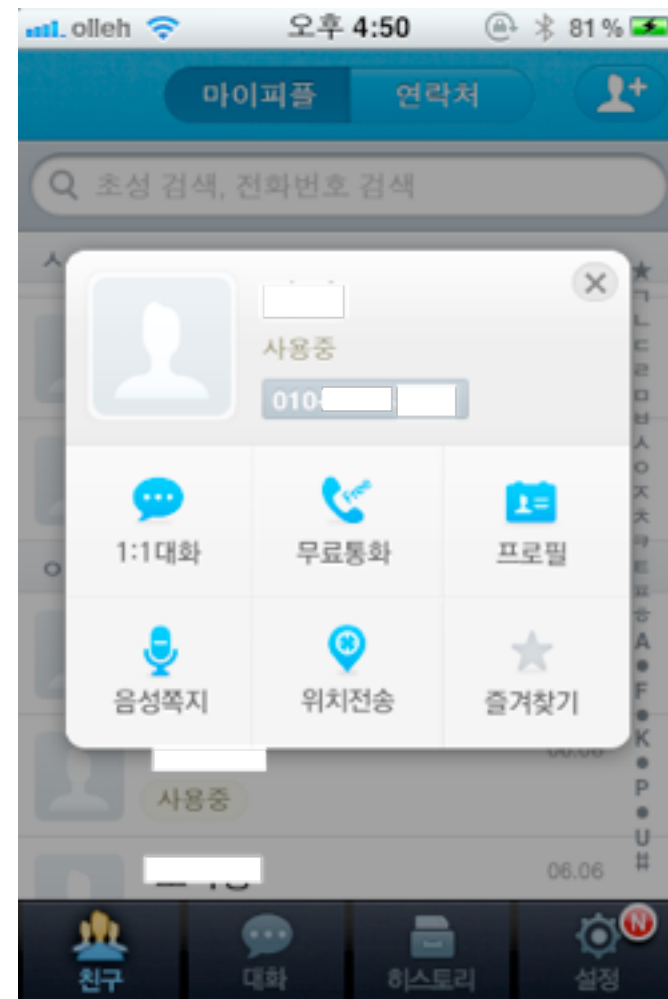 olleh 오후 4:50 81 %
마이피플 연락처
초성 검색, 전화번호 검색
ㅅ
사용중
010-
1:1대화 무료통화 프로필
Free
음성쪽지 위치전송 즐겨찾기
ㅇ
사용중
06.06
★
ㄱ
ㄴ
ㄷ
ㄹ
ㅁ
ㅂ
ㅅ
ㅇ
ㅈ
ㅊ
ㅋ
ㅌ
ㅍ
ㅎ
A
●
F
●
K
●
P
●
U
#
N
친구 대화 히스토리 설정